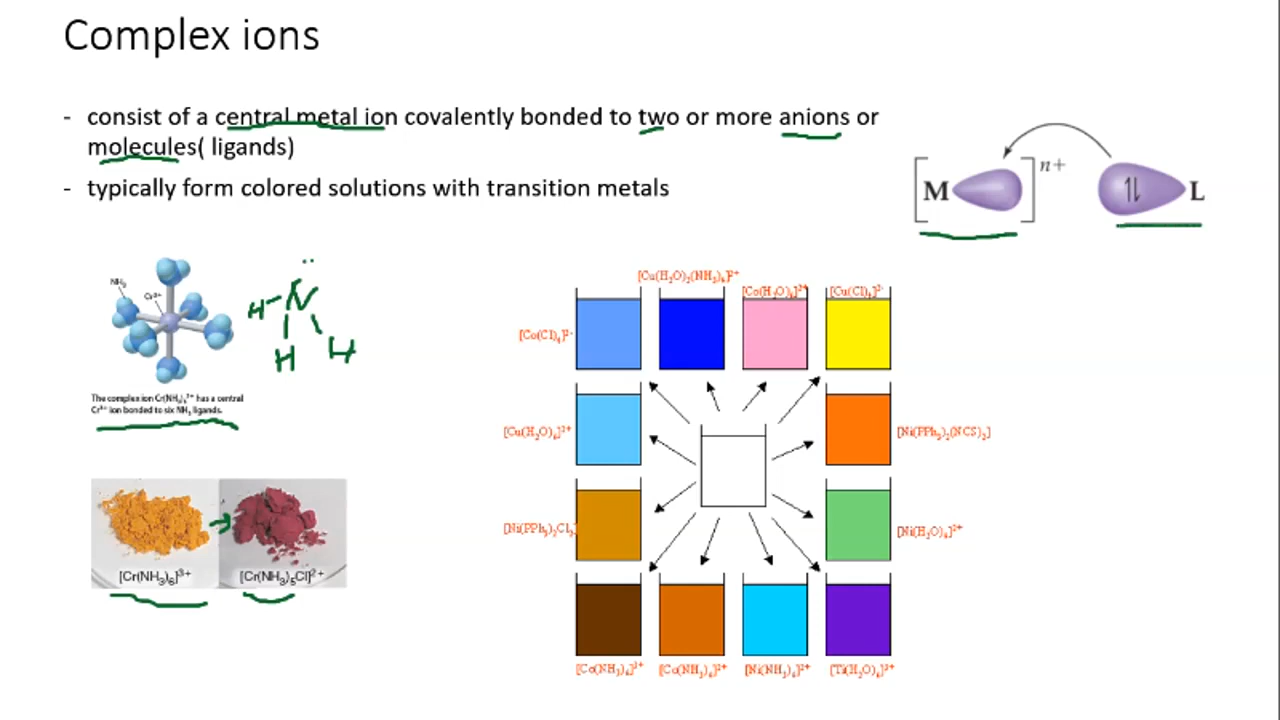 Complex ions
- consist of a central metal ion covalently bonded to two or more anions or
molecules( ligands)
- typically form colored solutions with transition metals
[M ]n+ ⥮ L
NH3
Cr3+
H-N̈
H H
The complex ion Cr(NH3)63+ has a central
Cr3+ ion bonded to six NH3 ligands.
[Cr(NH3)6]3+ [Cr(NH3)5Cl]2+
[Cu(H2O)2(NH3)4]2+
[Co(H2O)6]2+ [Cu(Cl)4]2-
[Co(Cl)4]2-
[Cu(H2O)6]2+ [Ni(PPh3)2(NCS)2]
[Ni(PPh3)2Cl2 [Ni(H2O)6]2+
[Co(NH3)6]3+ [Co(NH3)6]2+ [Ni(NH3)6]2+ [Ti(H2O)6]3+